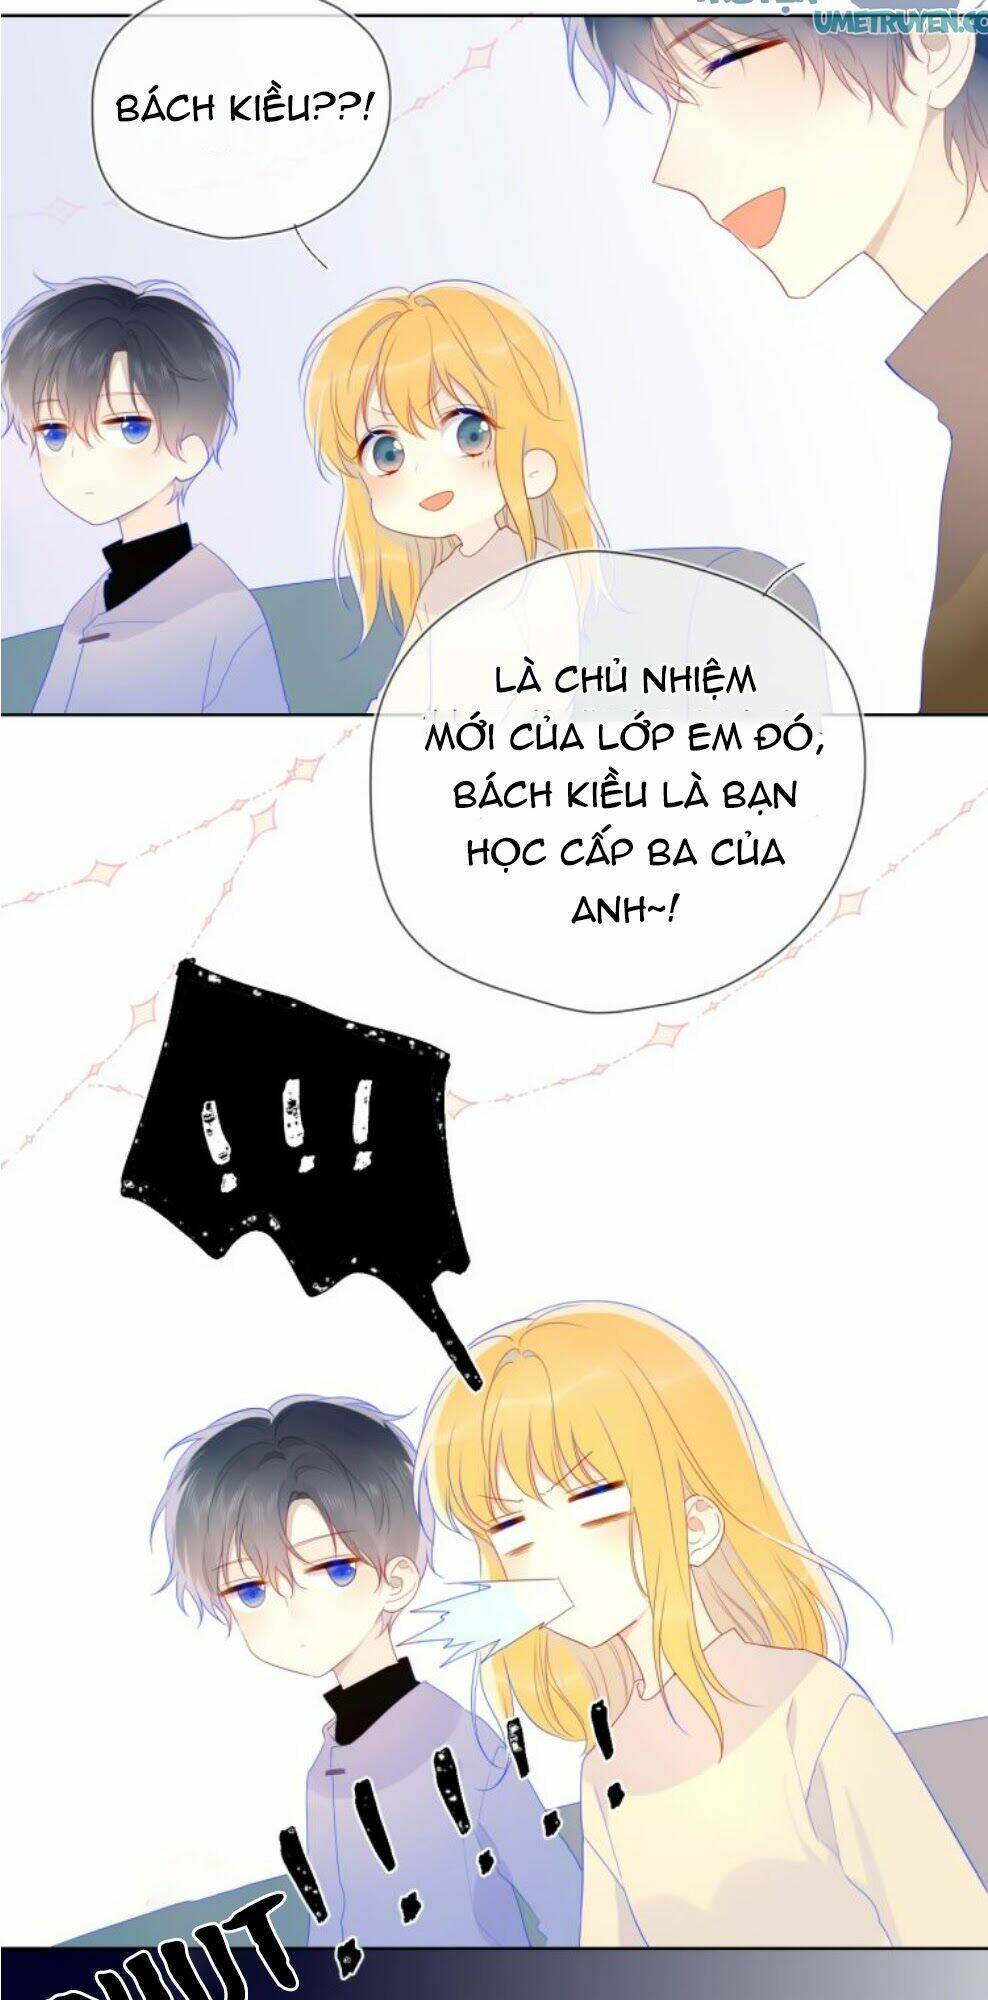 TRUYỆN
UMETRUYEN.CO
BÁCH KIỀU??!
LÀ CHỦ NHIỆM
MỚI CỦA LỚP EM ĐÓ,
BÁCH KIỀU LÀ BẠN
HỌC CẤP BA CỦA
ANH~!
!!!
!!!!!